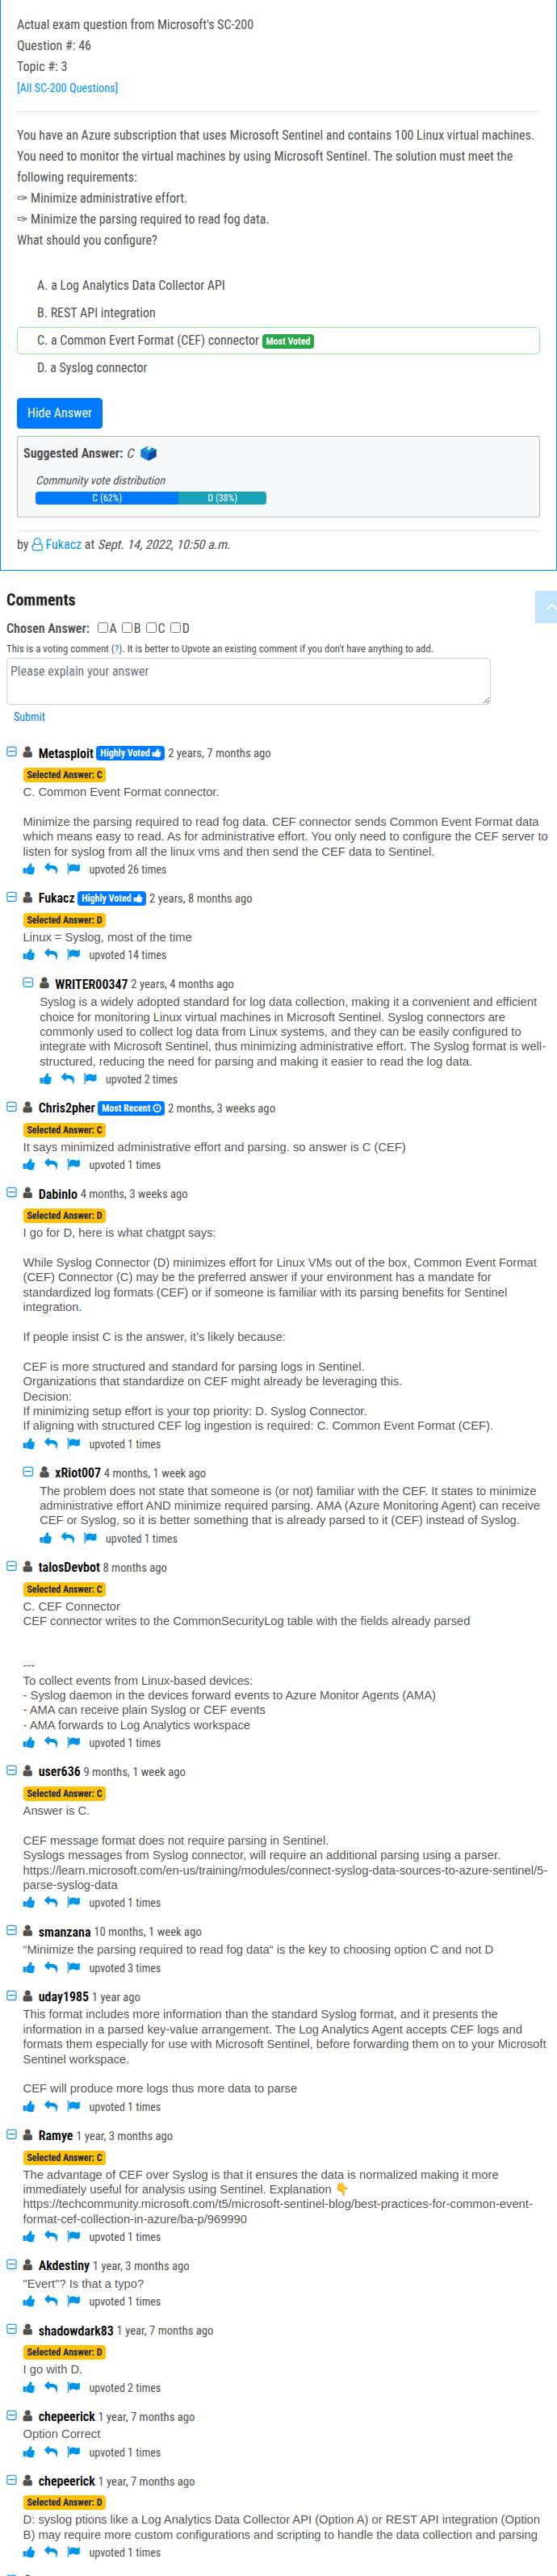 Actual exam question from Microsoft's SC-200
Question #: 46
Topic #: 3
[All SC-200 Questions]
You have an Azure subscription that uses Microsoft Sentinel and contains 100 Linux virtual machines.
You need to monitor the virtual machines by using Microsoft Sentinel. The solution must meet the
following requirements:
✑ Minimize administrative effort.
✑ Minimize the parsing required to read fog data.
What should you configure?
A. a Log Analytics Data Collector API
B. REST API integration
C. a Common Evert Format (CEF) connector Most Voted
D. a Syslog connector
Hide Answer
Suggested Answer: C
Community vote distribution
C (62%) D (38%)
by Fukacz at Sept. 14, 2022, 10:50 a.m.
Comments
Chosen Answer: A B C D
This is a voting comment (?). It is better to Upvote an existing comment if you don't have anything to add.
Please explain your answer
Submit
Metasploit Highly Voted 2 years, 7 months ago
Selected Answer: C
C. Common Event Format connector.
Minimize the parsing required to read fog data. CEF connector sends Common Event Format data
which means easy to read. As for administrative effort. You only need to configure the CEF server to
listen for syslog from all the linux vms and then send the CEF data to Sentinel.
upvoted 26 times
Fukacz Highly Voted 2 years, 8 months ago
Selected Answer: D
Linux = Syslog, most of the time
upvoted 14 times
WRITER00347 2 years, 4 months ago
Syslog is a widely adopted standard for log data collection, making it a convenient and efficient
choice for monitoring Linux virtual machines in Microsoft Sentinel. Syslog connectors are
commonly used to collect log data from Linux systems, and they can be easily configured to
integrate with Microsoft Sentinel, thus minimizing administrative effort. The Syslog format is well-
structured, reducing the need for parsing and making it easier to read the log data.
upvoted 2 times
Chris2pher Most Recent 2 months, 3 weeks ago
Selected Answer: C
It says minimized administrative effort and parsing. so answer is C (CEF)
upvoted 1 times
Dabinlo 4 months, 3 weeks ago
Selected Answer: D
I go for D, here is what chatgpt says:
While Syslog Connector (D) minimizes effort for Linux VMs out of the box, Common Event Format
(CEF) Connector (C) may be the preferred answer if your environment has a mandate for
standardized log formats (CEF) or if someone is familiar with its parsing benefits for Sentinel
integration.
If people insist C is the answer, it's likely because:
CEF is more structured and standard for parsing logs in Sentinel.
Organizations that standardize on CEF might already be leveraging this.
Decision:
If minimizing setup effort is your top priority: D. Syslog Connector.
If aligning with structured CEF log ingestion is required: C. Common Event Format (CEF).
upvoted 1 times
xRiot007 4 months, 1 week ago
The problem does not state that someone is (or not) familiar with the CEF. It states to minimize
administrative effort AND minimize required parsing. AMA (Azure Monitoring Agent) can receive
CEF or Syslog, so it is better something that is already parsed to it (CEF) instead of Syslog.
upvoted 1 times
talosDevbot 8 months ago
Selected Answer: C
C. CEF Connector
CEF connector writes to the CommonSecurityLog table with the fields already parsed
---
To collect events from Linux-based devices:
- Syslog daemon in the devices forward events to Azure Monitor Agents (AMA)
- AMA can receive plain Syslog or CEF events
- AMA forwards to Log Analytics workspace
upvoted 1 times
user636 9 months, 1 week ago
Selected Answer: C
Answer is C.
CEF message format does not require parsing in Sentinel.
Syslogs messages from Syslog connector, will require an additional parsing using a parser.
https://learn.microsoft.com/en-us/training/modules/connect-syslog-data-sources-to-azure-sentinel/5-
parse-syslog-data
upvoted 1 times
smanzana 10 months, 1 week ago
"Minimize the parsing required to read fog data" is the key to choosing option C and not D
upvoted 3 times
uday1985 1 year ago
This format includes more information than the standard Syslog format, and it presents the
information in a parsed key-value arrangement. The Log Analytics Agent accepts CEF logs and
formats them especially for use with Microsoft Sentinel, before forwarding them on to your Microsoft
Sentinel workspace.
CEF will produce more logs thus more data to parse
upvoted 1 times
Ramye 1 year, 3 months ago
Selected Answer: C
The advantage of CEF over Syslog is that it ensures the data is normalized making it more
immediately useful for analysis using Sentinel. Explanation 👇
https://techcommunity.microsoft.com/t5/microsoft-sentinel-blog/best-practices-for-common-event-
format-cef-collection-in-azure/ba-p/969990
upvoted 1 times
Akdestiny 1 year, 3 months ago
"Evert"? Is that a typo?
upvoted 1 times
shadowdark83 1 year, 7 months ago
Selected Answer: D
I go with D.
upvoted 2 times
chepeerick 1 year, 7 months ago
Option Correct
upvoted 1 times
chepeerick 1 year, 7 months ago
Selected Answer: D
D: syslog ptions like a Log Analytics Data Collector API (Option A) or REST API integration (Option
B) may require more custom configurations and scripting to handle the data collection and parsing
upvoted 1 times